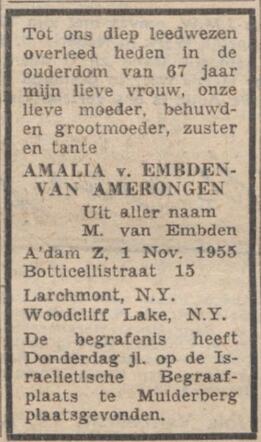 Tot ons diep leedwezen
overleed heden in de
ouderdom van 67 jaar
mijn lieve vrouw, onze
lieve moeder, behuwd-
en grootmoeder, zuster
en tante
AMALIA v. EMBDEN-
VAN AMERONGEN
Uit aller naam
M. van Embden
A'dam Z, 1 Nov. 1955
Botticellistraat 15
Larchmont, N.Y.
Woodcliff Lake, N.Y.
De begrafenis heeft
Donderdag jl. op de Is-
raelietische Begraaf-
plaats te Muiderberg
plaatsgevonden.